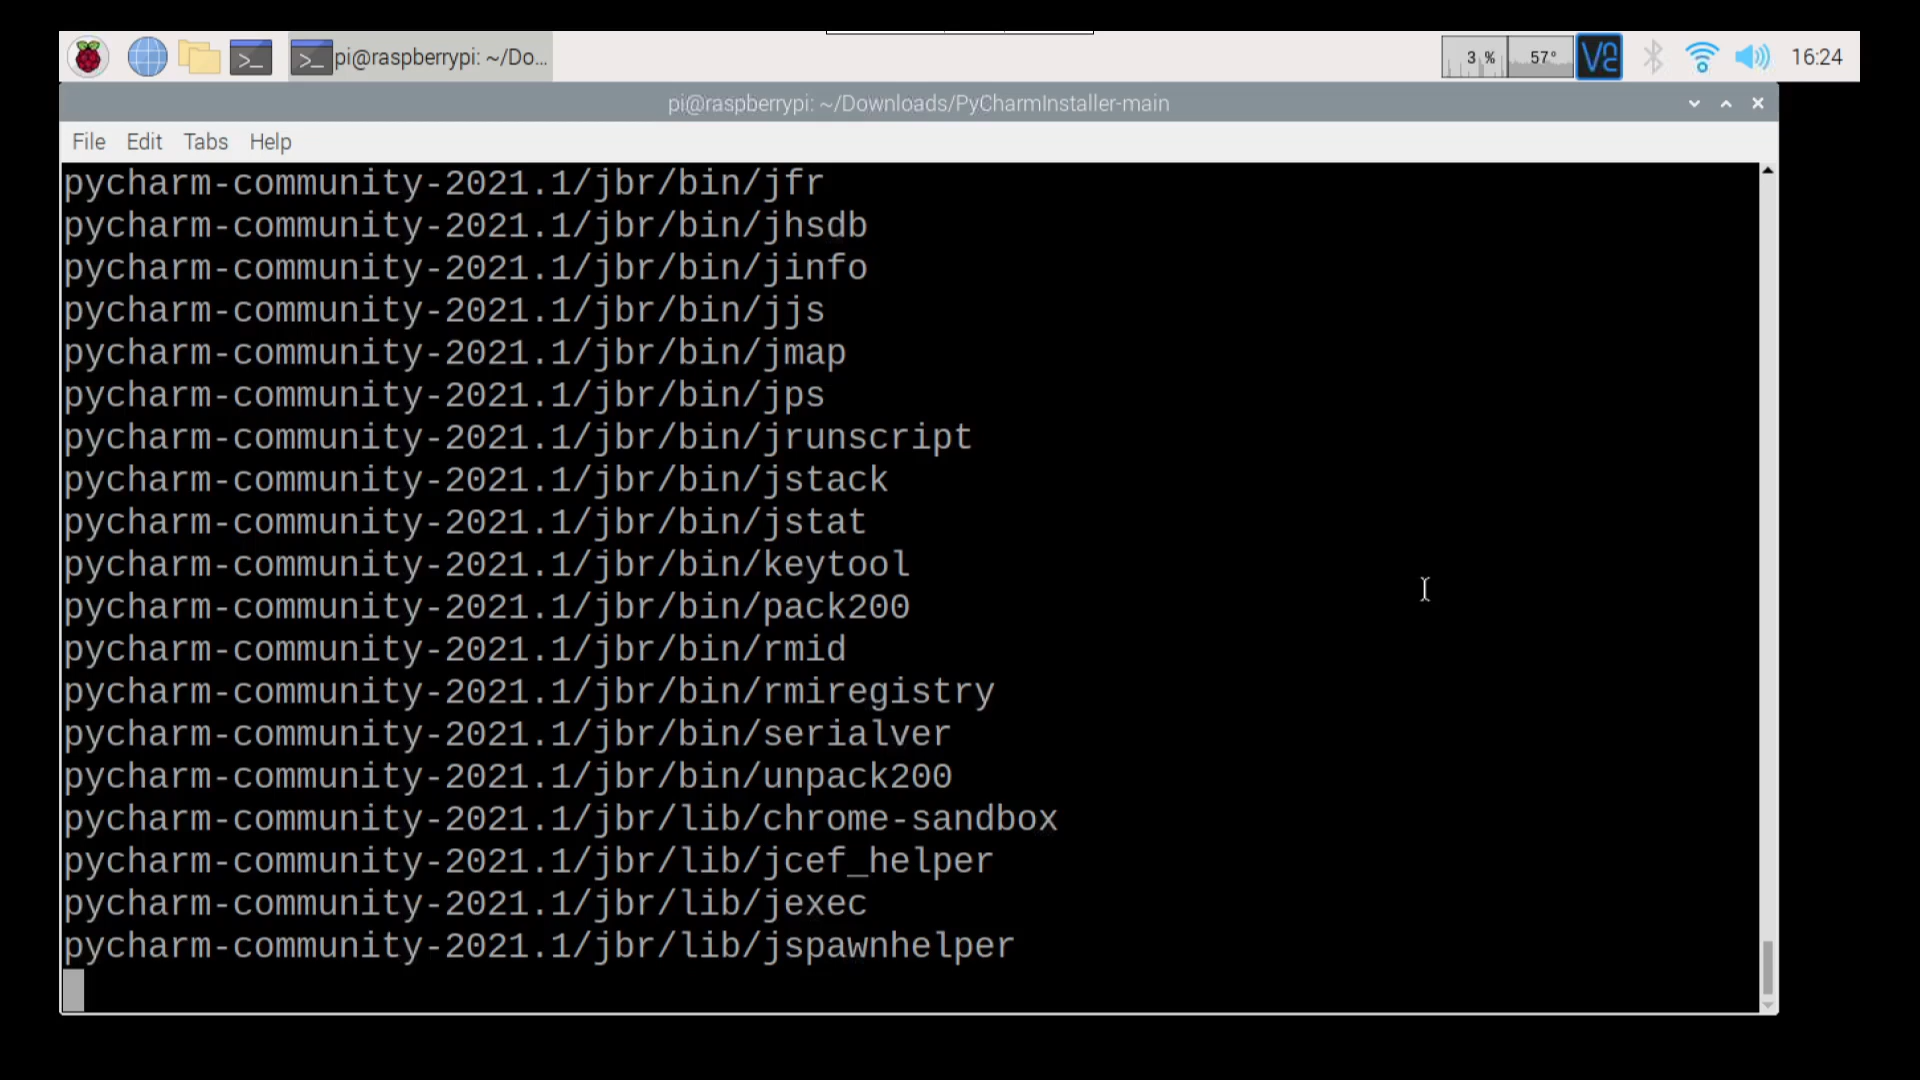 pi@raspberrypi: ~/Do...
3 %
57°
16:24
pi@raspberrypi: ~/Downloads/PyCharmInstaller-main
File Edit Tabs Help
pycharm-community-2021.1/jbr/bin/jfr
pycharm-community-2021.1/jbr/bin/jhsdb
pycharm-community-2021.1/jbr/bin/jinfo
pycharm-community-2021.1/jbr/bin/jjs
pycharm-community-2021.1/jbr/bin/jmap
pycharm-community-2021.1/jbr/bin/jps
pycharm-community-2021.1/jbr/bin/jrunscript
pycharm-community-2021.1/jbr/bin/jstack
pycharm-community-2021.1/jbr/bin/jstat
pycharm-community-2021.1/jbr/bin/keytool
pycharm-community-2021.1/jbr/bin/pack200
pycharm-community-2021.1/jbr/bin/rmid
pycharm-community-2021.1/jbr/bin/rmiregistry
pycharm-community-2021.1/jbr/bin/serialver
pycharm-community-2021.1/jbr/bin/unpack200
pycharm-community-2021.1/jbr/lib/chrome-sandbox
pycharm-community-2021.1/jbr/lib/jcef_helper
pycharm-community-2021.1/jbr/lib/jexec
pycharm-community-2021.1/jbr/lib/jspawnhelper